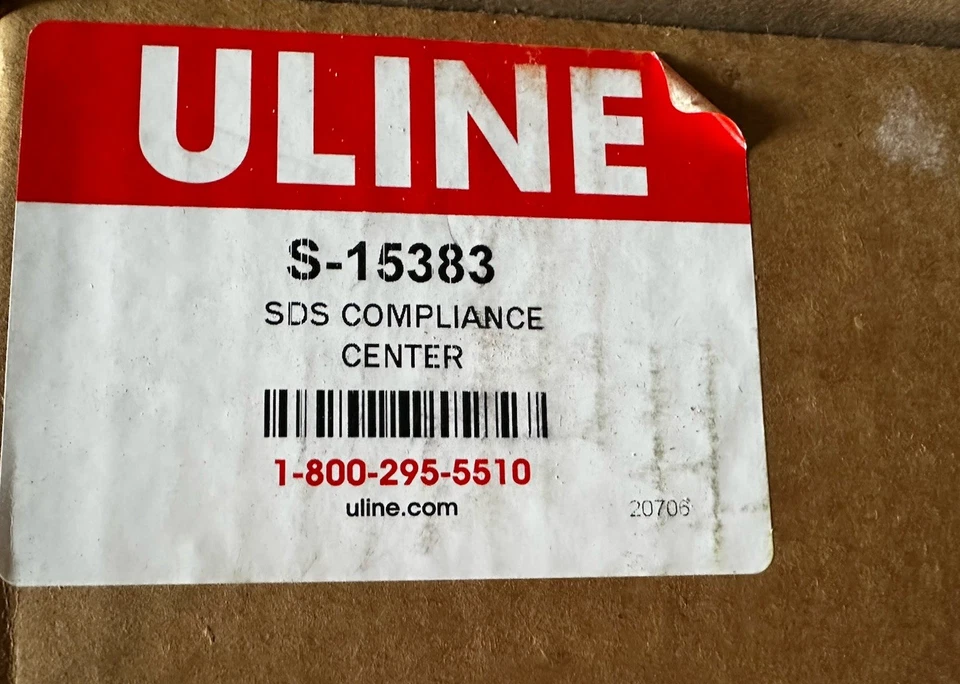 ULINE
S-15383
SDS COMPLIANCE
CENTER
1-800-295-5510
uline.com
20706